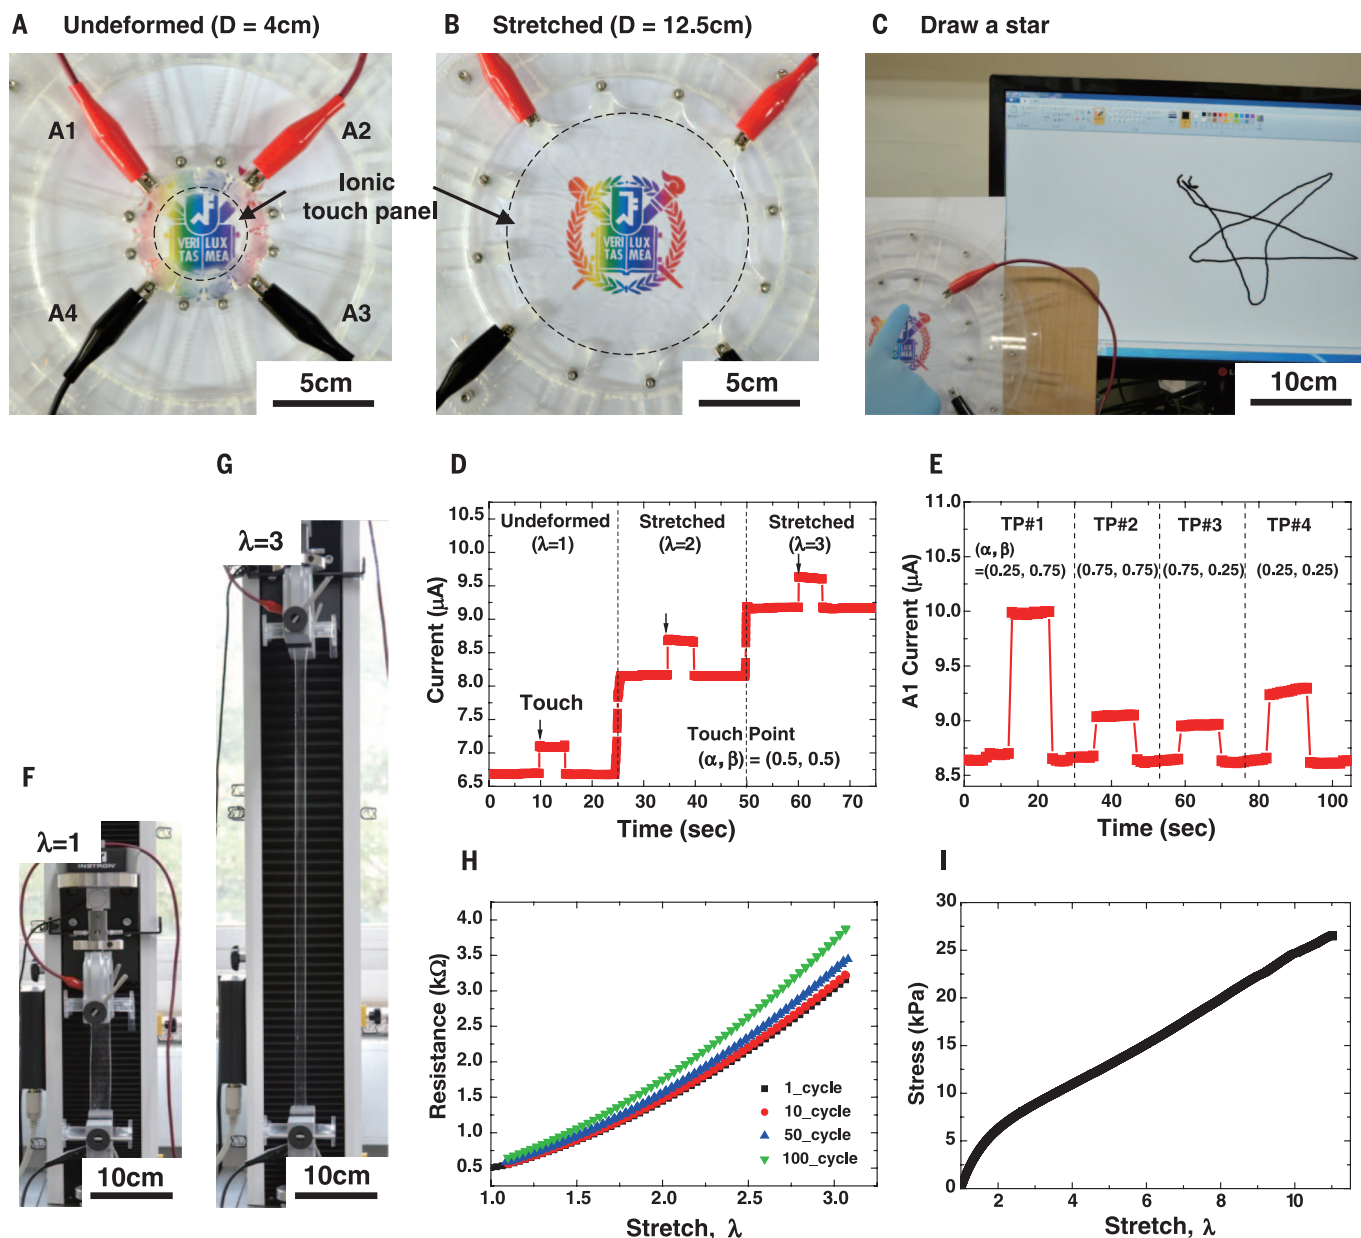 A Undeformed (D = 4cm)
A1
A2
A3
A4
VERI LUX
TAS MEA
5cm
Ionic
touch panel
B Stretched (D = 12.5cm)
VERI LUX
TAS MEA
5cm
C Draw a star
10cm
D
Current (μA)
10.5
10.0
9.5
9.0
8.5
8.0
7.5
7.0
6.5
Undeformed
(λ=1)
Stretched
(λ=2)
Stretched
(λ=3)
Touch
Touch Point
(α, β) = (0.5, 0.5)
0 10 20 30 40 50 60 70
Time (sec)
E
A1 Current (μA)
11.0
10.5
10.0
9.5
9.0
8.5
TP#1
TP#2
TP#3
TP#4
(α, β)
=(0.25, 0.75)
(0.75, 0.75)
(0.75, 0.25)
(0.25, 0.25)
0 20 40 60 80 100
Time (sec)
F
λ=1
INSTRON
10cm
G
λ=3
10cm
H
Resistance (kΩ)
4.0
3.5
3.0
2.5
2.0
1.5
1.0
0.5
1_cycle
10_cycle
50_cycle
100_cycle
1.0 1.5 2.0 2.5 3.0
Stretch, λ
I
Stress (kPa)
30
25
20
15
10
5
0
2 4 6 8 10
Stretch, λ